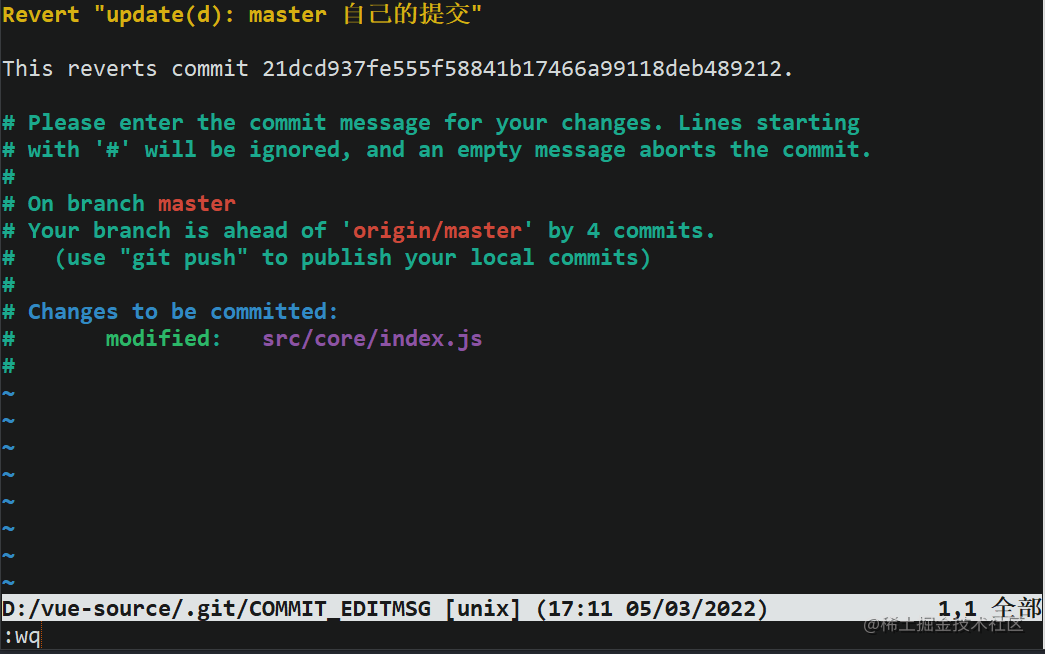 Revert "update(d): master 自己的提交"
This reverts commit 21dcd937fe555f58841b17466a99118deb489212.
# Please enter the commit message for your changes. Lines starting
# with '#' will be ignored, and an empty message aborts the commit.
#
# On branch master
# Your branch is ahead of 'origin/master' by 4 commits.
#   (use "git push" to publish your local commits)
#
# Changes to be committed:
#       modified:   src/core/index.js
#
~
~
~
~
~
~
~
~
D:/vue-source/.git/COMMIT_EDITMSG [unix] (17:11 05/03/2022) 1,1 全部
:wq
@稀土掘金技术社区